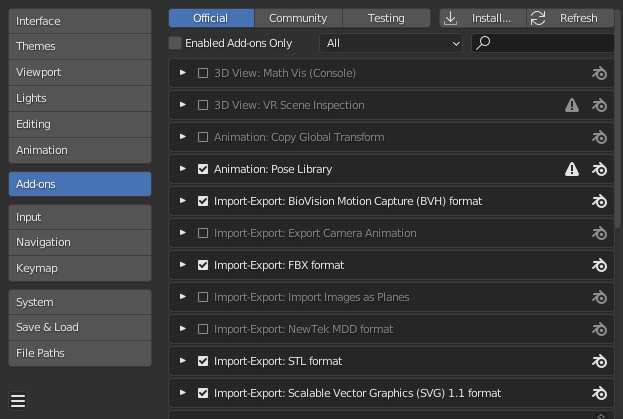 Interface
Themes
Viewport
Lights
Editing
Animation
Add-ons
Input
Navigation
Keymap
System
Save & Load
File Paths
Official
Community
Testing
Install...
Refresh
Enabled Add-ons Only
All
3D View: Math Vis (Console)
3D View: VR Scene Inspection
Animation: Copy Global Transform
Animation: Pose Library
Import-Export: BioVision Motion Capture (BVH) format
Import-Export: Export Camera Animation
Import-Export: FBX format
Import-Export: Import Images as Planes
Import-Export: NewTek MDD format
Import-Export: STL format
Import-Export: Scalable Vector Graphics (SVG) 1.1 format